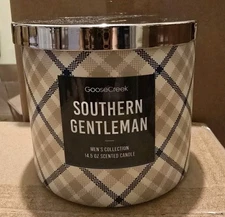 GooseCreek
SOUTHERN
GENTLEMAN
MEN'S COLLECTION
14.5 OZ SCENTED CANDLE